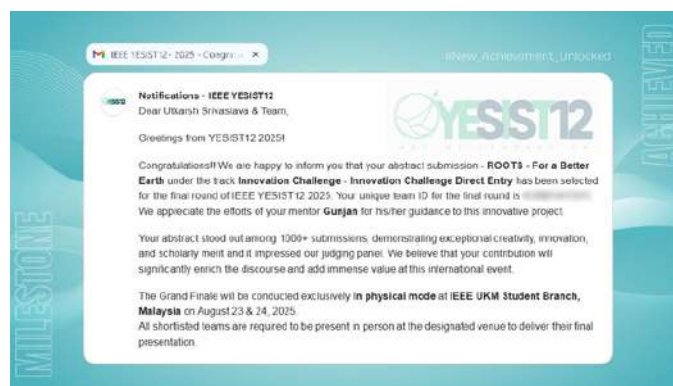 IEEE YESIST12 - 2025 - Congra
#New_Achievement_Unlocked
ACHIEVED
MILESTONE
YESIST12
Notifications - IEEE YESIST12
Dear Utkarsh Srivastava & Team,
Greetings from YESIST12 2025!
Congratulations!! We are happy to inform you that your abstract submission - ROOTS - For a Better
Earth under the track Innovation Challenge - Innovation Challenge Direct Entry has been selected
for the final round of IEEE YESIST12 2025. Your unique team ID for the final round is
We appreciate the efforts of your mentor Gunjan for his/her guidance to this innovative project.
Your abstract stood out among 1000+ submissions, demonstrating exceptional creativity, innovation,
and scholarly merit and it impressed our judging panel. We believe that your contribution will
significantly enrich the discourse and add immense value at this international event.
The Grand Finale will be conducted exclusively in physical mode at IEEE UKM Student Branch,
Malaysia on August 23 & 24, 2025.
All shortlisted teams are required to be present in person at the designated venue to deliver their final
presentation.